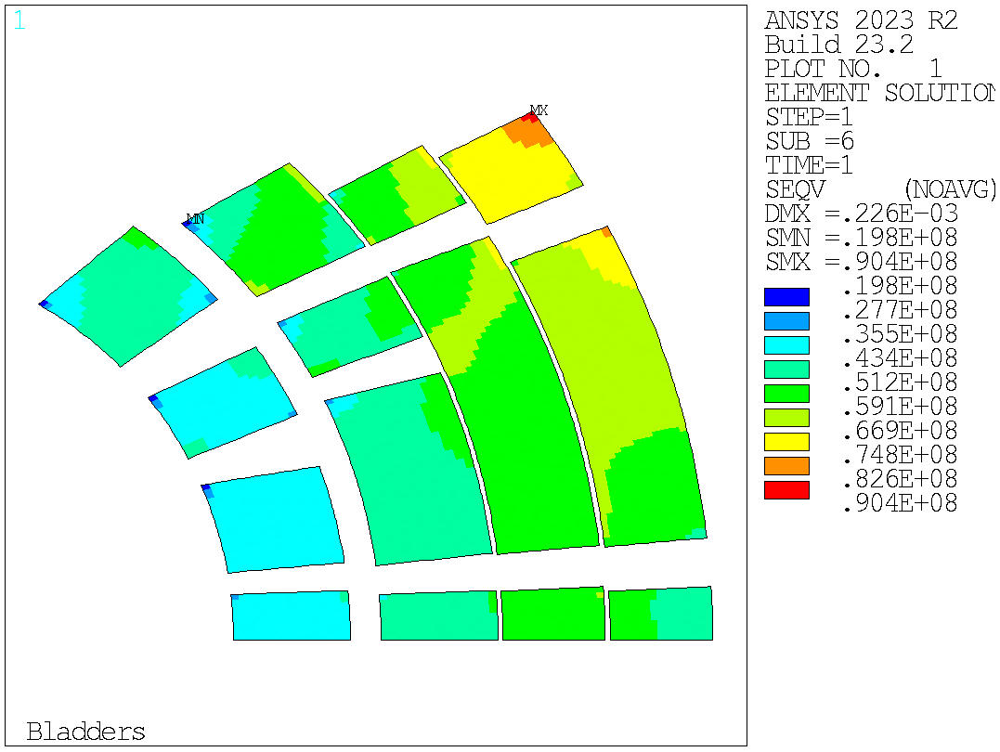 1
ANSYS 2023 R2
Build 23.2
PLOT NO. 1
ELEMENT SOLUTION
STEP=1
SUB =6
TIME=1
SEQV (NOAVG)
DMX =.226E-03
SMN =.198E+08
SMX =.904E+08
.198E+08
.277E+08
.355E+08
.434E+08
.512E+08
.591E+08
.669E+08
.748E+08
.826E+08
.904E+08
MX
MN
Bladders